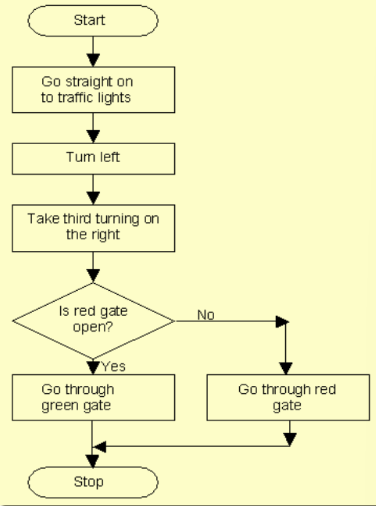 Start
Go straight on
to traffic lights
Turn left
Take third turning on
the right
Is red gate
open?
No
Yes
Go through
green gate
Go through red
gate
Stop